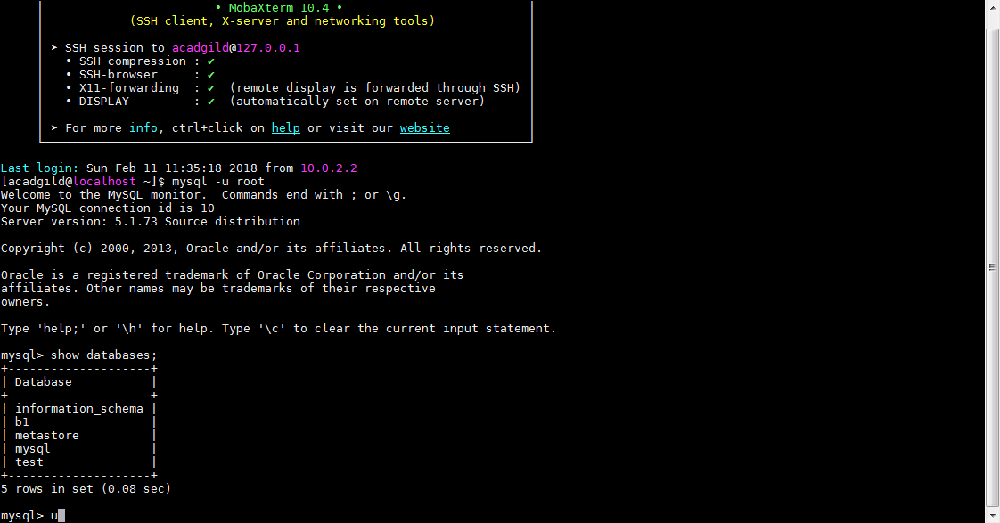 • MobaXterm 10.4 •
(SSH client, X-server and networking tools)
➤ SSH session to acadgild@127.0.0.1
• SSH compression : ✔
• SSH-browser     : ✔
• X11-forwarding  : ✔  (remote display is forwarded through SSH)
• DISPLAY         : ✔  (automatically set on remote server)
➤ For more info, ctrl+click on help or visit our website
Last login: Sun Feb 11 11:35:18 2018 from 10.0.2.2
[acadgild@localhost ~]$ mysql -u root
Welcome to the MySQL monitor.  Commands end with ; or \g.
Your MySQL connection id is 10
Server version: 5.1.73 Source distribution
Copyright (c) 2000, 2013, Oracle and/or its affiliates. All rights reserved.
Oracle is a registered trademark of Oracle Corporation and/or its
affiliates. Other names may be trademarks of their respective
owners.
Type 'help;' or '\h' for help. Type '\c' to clear the current input statement.
mysql> show databases;
+--------------------+
| Database           |
+--------------------+
| information_schema |
| b1                 |
| metastore          |
| mysql              |
| test               |
+--------------------+
5 rows in set (0.08 sec)
mysql> u